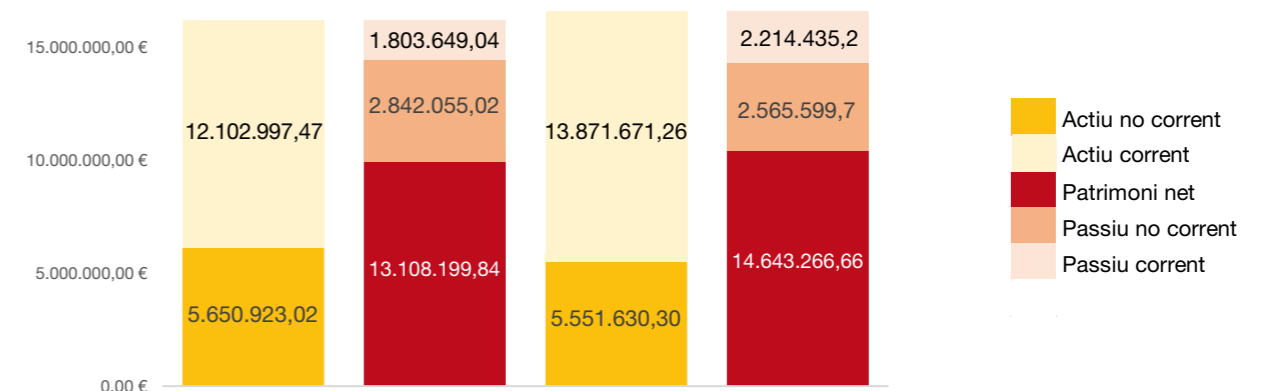 15.000.000,00 €
10.000.000,00 €
5.000.000,00 €
0,00 €
12.102.997,47
5.650.923,02
1.803.649,04
2.842.055,02
13.108.199,84
13.871.671,26
5.551.630,30
2.214.435,2
2.565.599,7
14.643.266,66
Actiu no corrent
Actiu corrent
Patrimoni net
Passiu no corrent
Passiu corrent